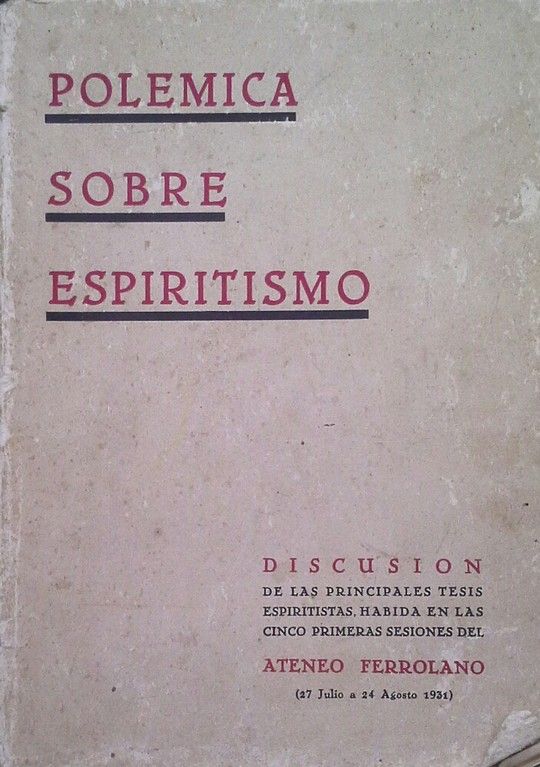 POLEMICA
SOBRE
ESPIRITISMO
DISCUSION
DE LAS PRINCIPALES TESIS
ESPIRITISTAS, HABIDA EN LAS
CINCO PRIMERAS SESIONES DEL
ATENEO FERROLANO
(27 Julio a 24 Agosto 1931)